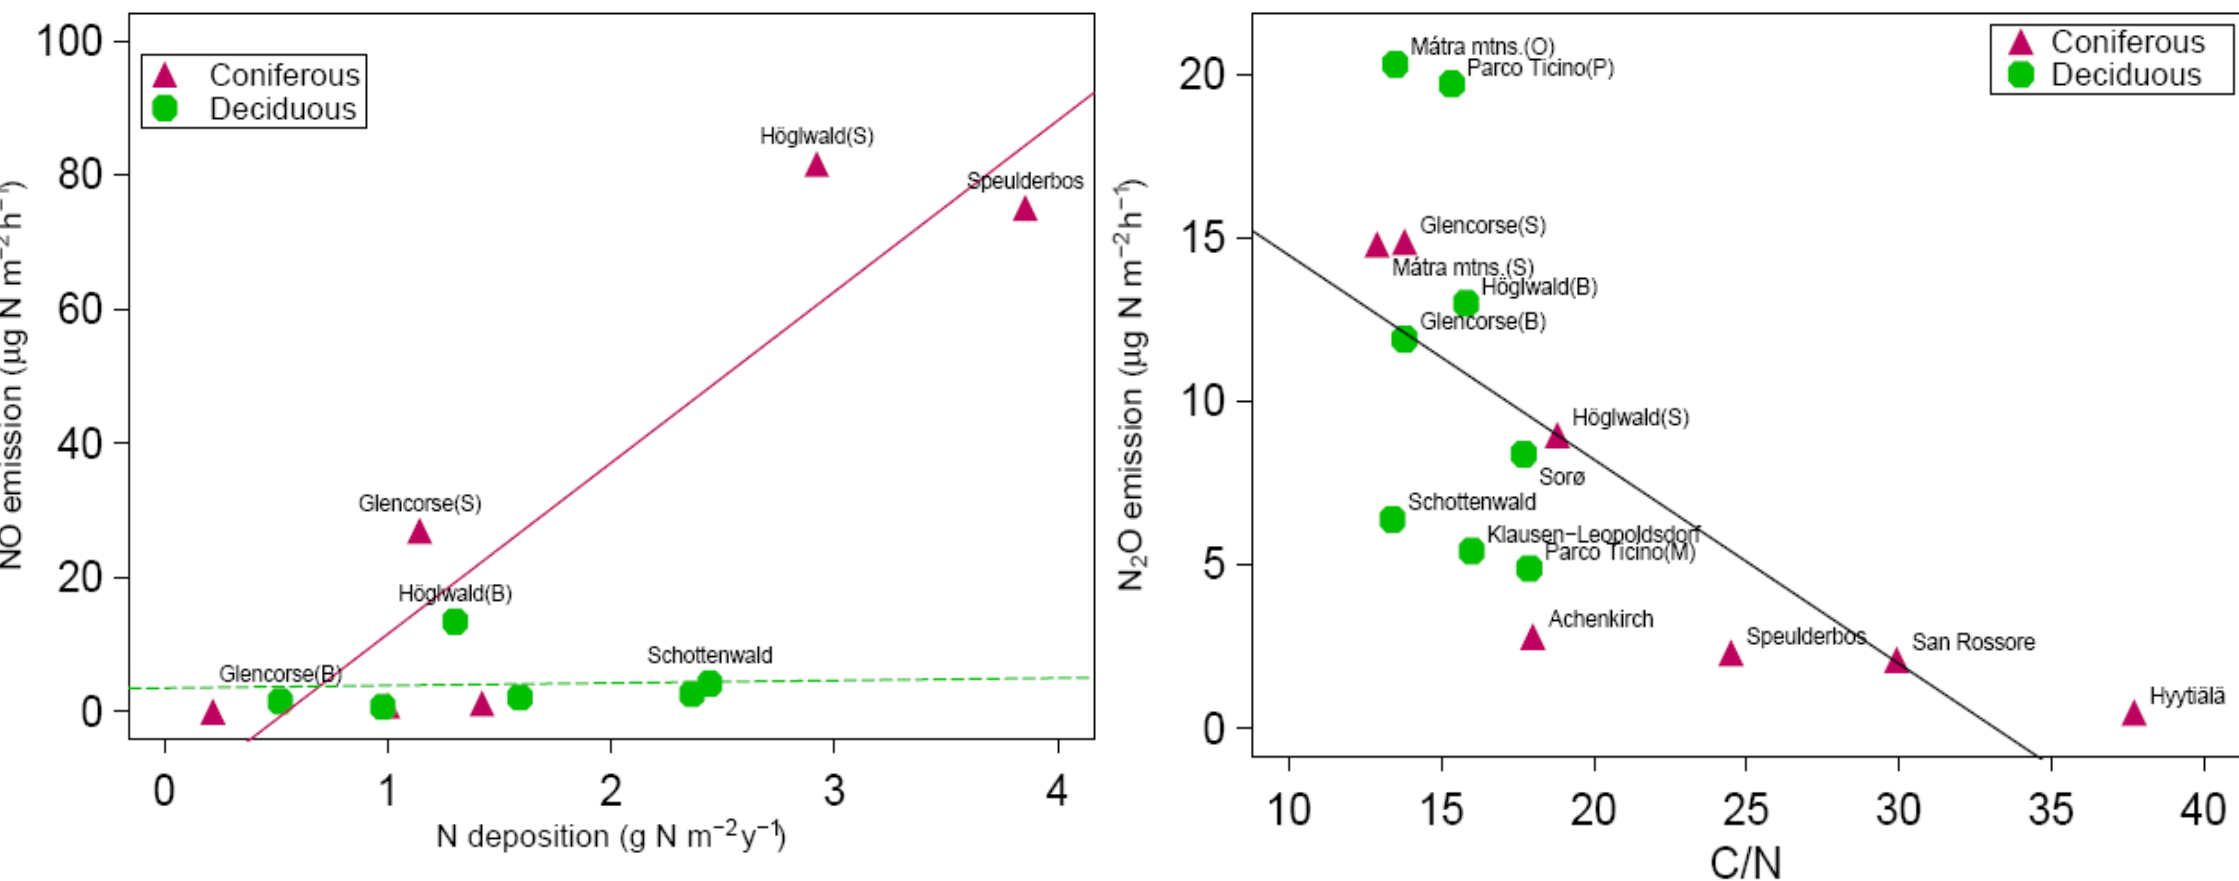 100
80
60
40
20
0
NO emission (μg N m⁻²h⁻¹)
Coniferous
Deciduous
Höglwald(S)
Speulderbos
Glencorse(S)
Höglwald(B)
Schottenwald
Glencorse(B)
0 1 2 3 4
N deposition (g N m⁻²y⁻¹)
20
15
10
5
0
N₂O emission (μg N m⁻²h⁻¹)
Coniferous
Deciduous
Mátra mtns.(O)
Parco Ticino(P)
Glencorse(S)
Mátra mtns.(S)
Höglwald(B)
Glencorse(B)
Höglwald(S)
Sorø
Schottenwald
Klausen−Leopoldsdorf
Parco Ticino(M)
Achenkirch
Speulderbos
San Rossore
Hyytiälä
10 15 20 25 30 35 40
C/N